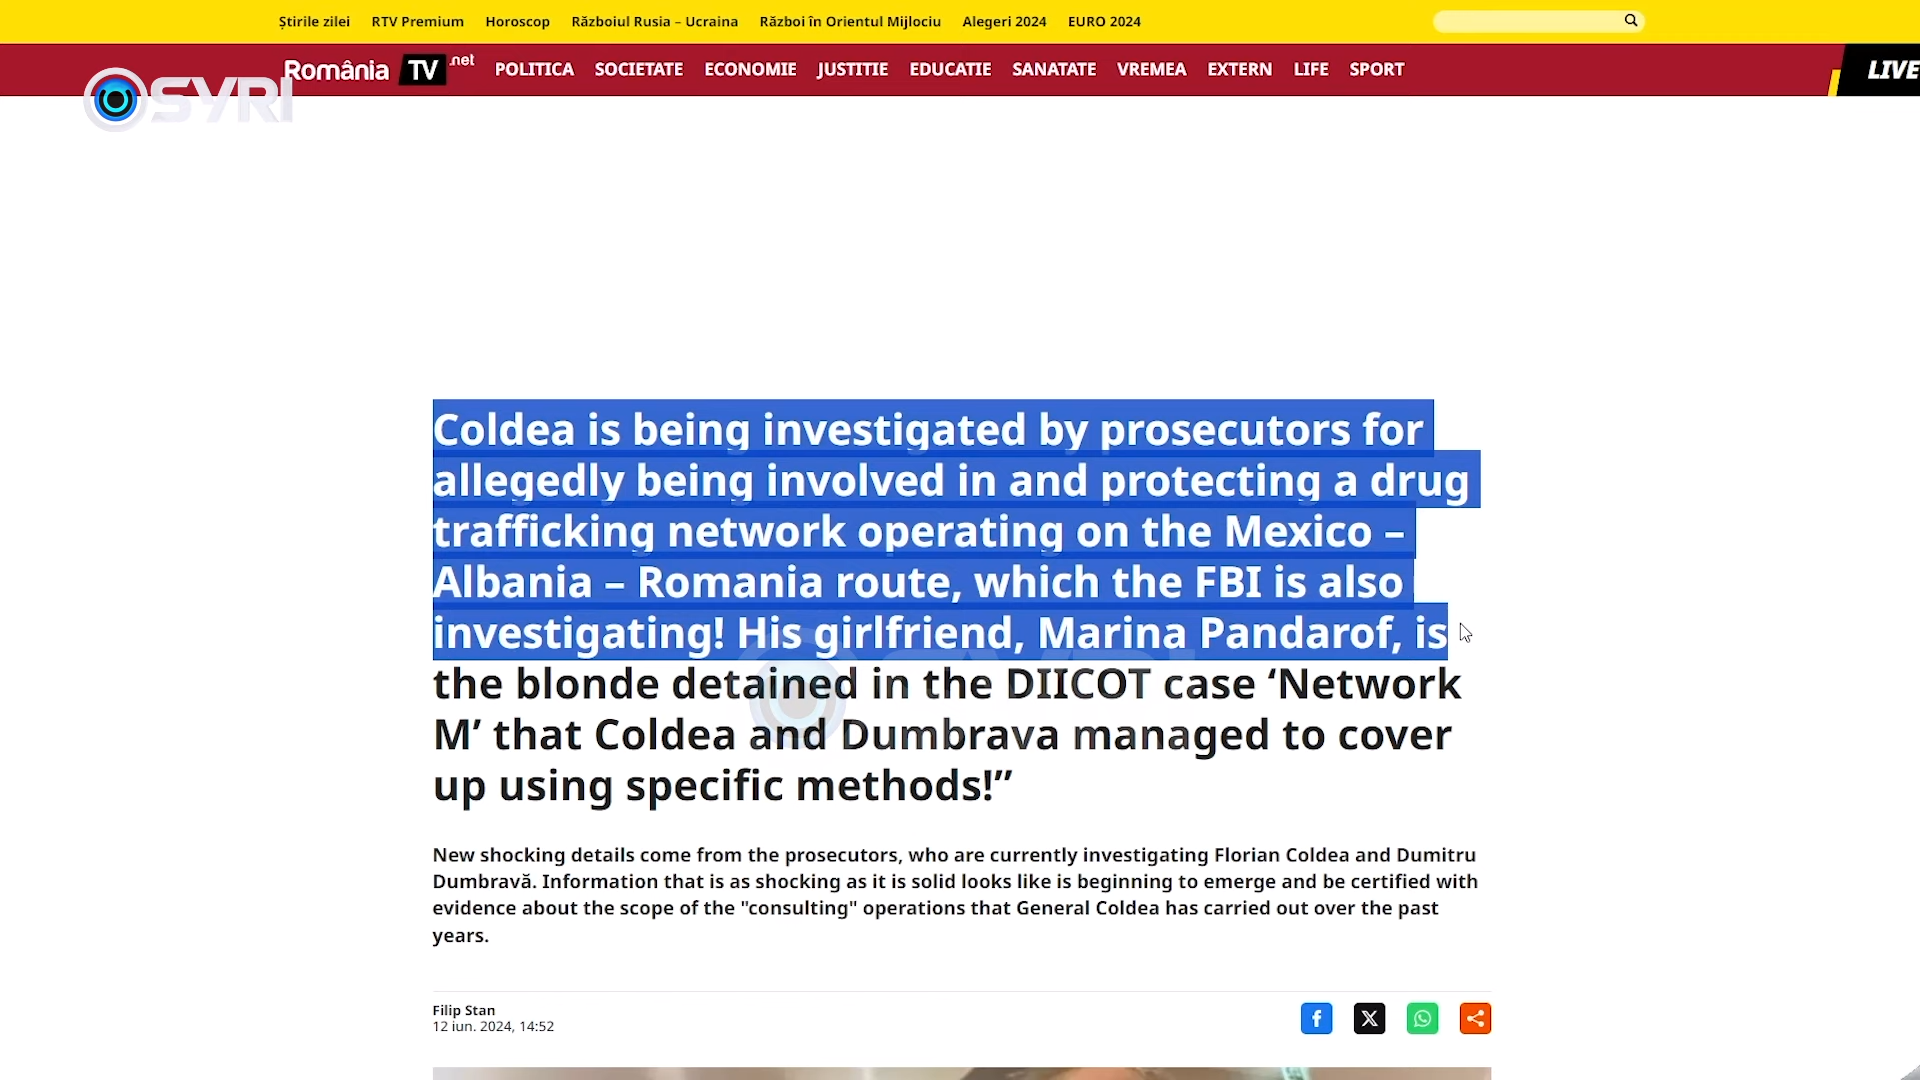 Știrile zilei RTV Premium Horoscop Războiul Rusia – Ucraina Război în Orientul Mijlociu Alegeri 2024 EURO 2024
România TV .net POLITICA SOCIETATE ECONOMIE JUSTITIE EDUCATIE SANATATE VREMEA EXTERN LIFE SPORT LIVE
SYRI
Coldea is being investigated by prosecutors for
allegedly being involved in and protecting a drug
trafficking network operating on the Mexico –
Albania – Romania route, which the FBI is also
investigating! His girlfriend, Marina Pandarof, is
the blonde detained in the DIICOT case ‘Network
M’ that Coldea and Dumbrava managed to cover
up using specific methods!”
New shocking details come from the prosecutors, who are currently investigating Florian Coldea and Dumitru
Dumbravă. Information that is as shocking as it is solid looks like is beginning to emerge and be certified with
evidence about the scope of the "consulting" operations that General Coldea has carried out over the past
years.
Filip Stan
12 iun. 2024, 14:52